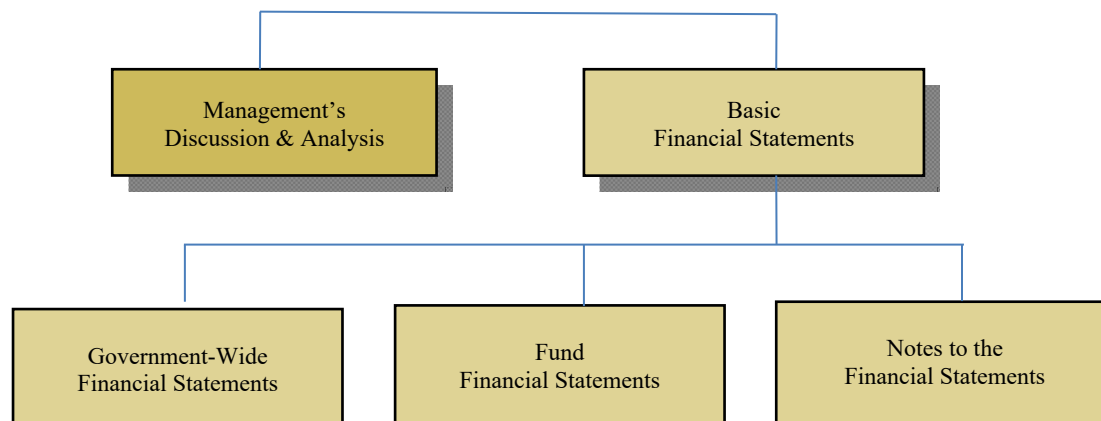 Management’s
Discussion & Analysis
Basic
Financial Statements
Government-Wide
Financial Statements
Fund
Financial Statements
Notes to the
Financial Statements